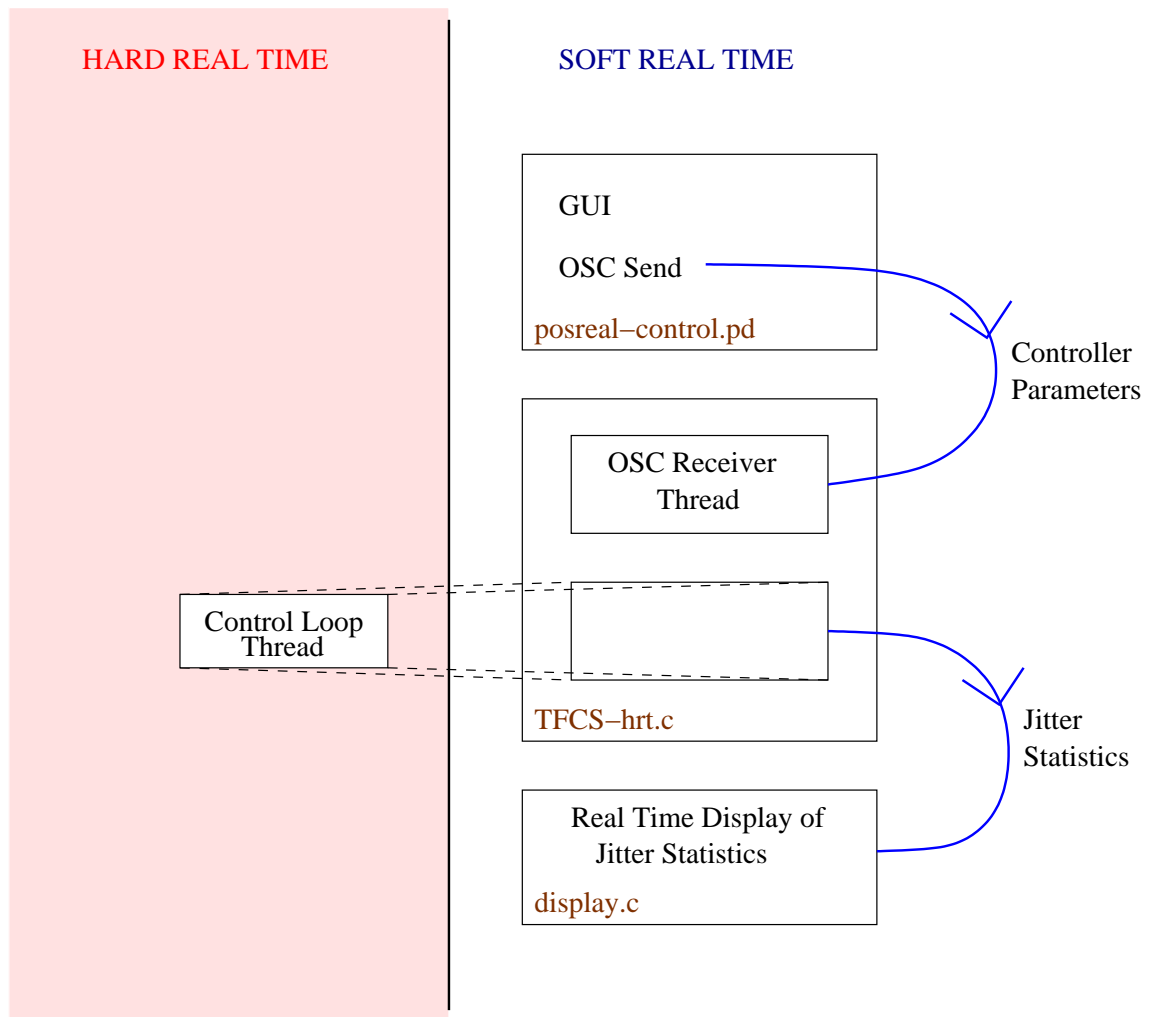 HARD REAL TIME
SOFT REAL TIME
GUI
OSC Send
posreal−control.pd
Controller
Parameters
OSC Receiver
Thread
Control Loop
Thread
TFCS−hrt.c
Jitter
Statistics
Real Time Display of
Jitter Statistics
display.c